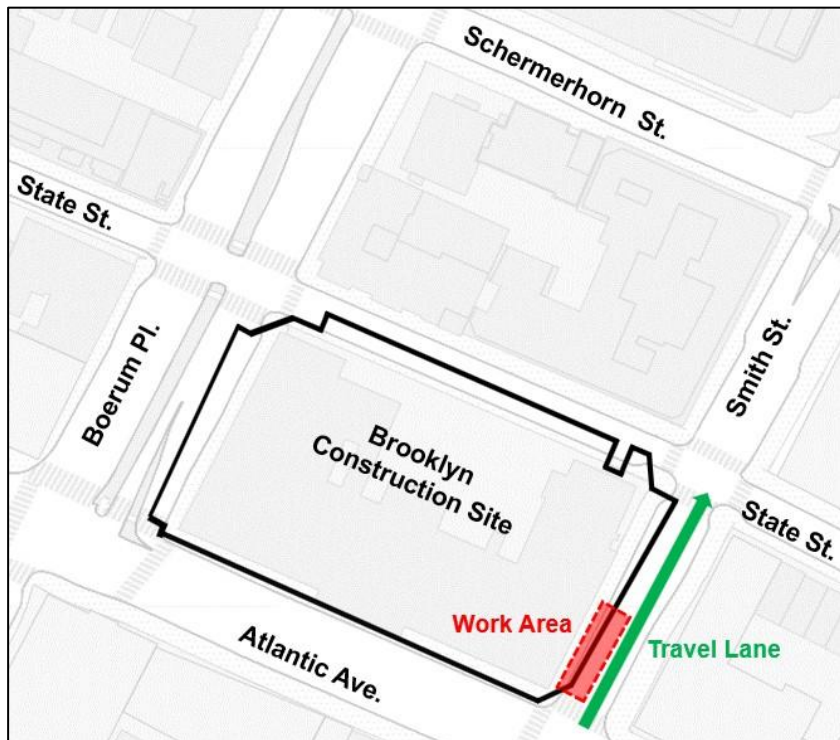 Schermerhorn St.
State St.
Boerum Pl.
Smith St.
Brooklyn
Construction Site
State St.
Work Area
Travel Lane
Atlantic Ave.